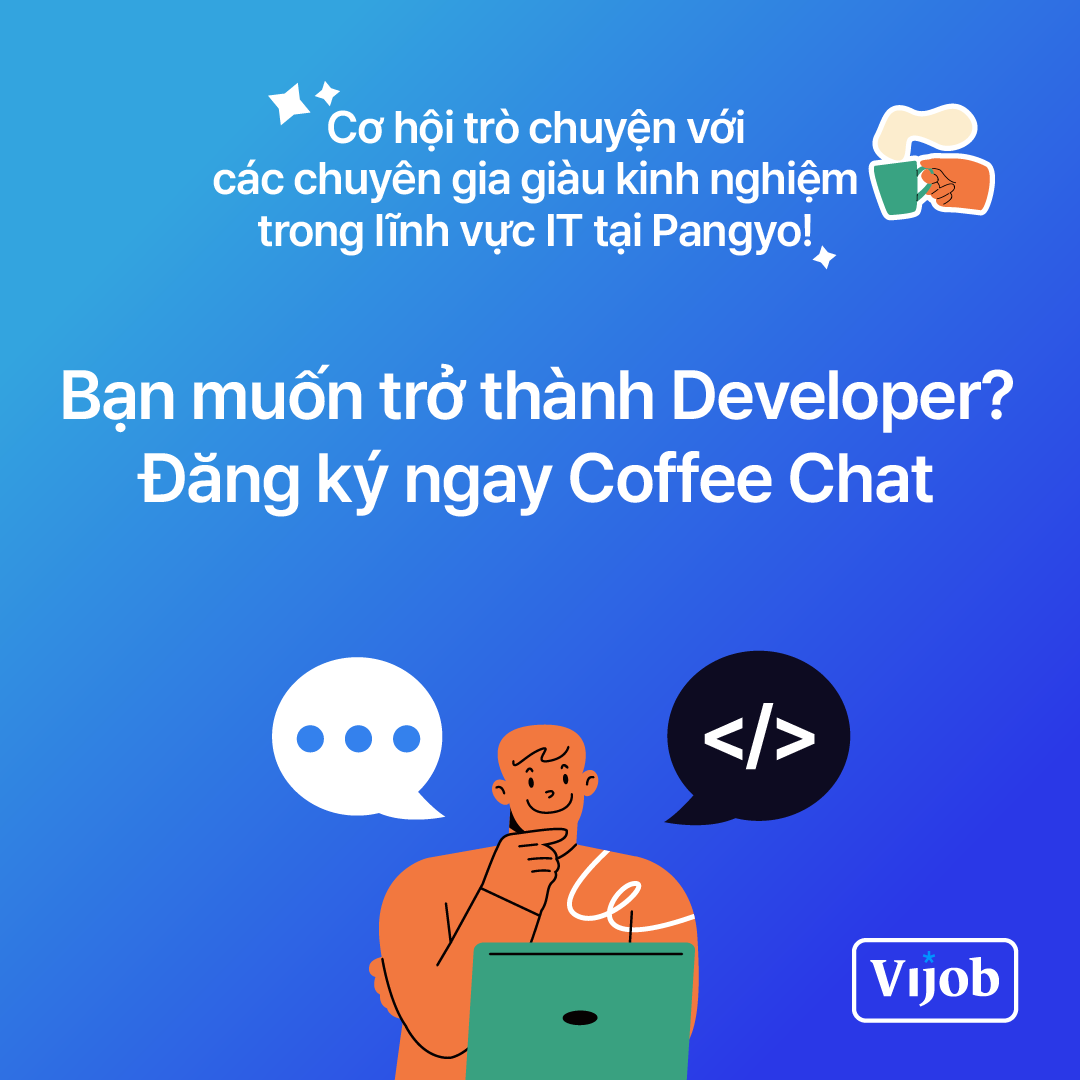 Cơ hội trò chuyện với
các chuyên gia giàu kinh nghiệm
trong lĩnh vực IT tại Pangyo!
Bạn muốn trở thành Developer?
Đăng ký ngay Coffee Chat
</>
Vijob